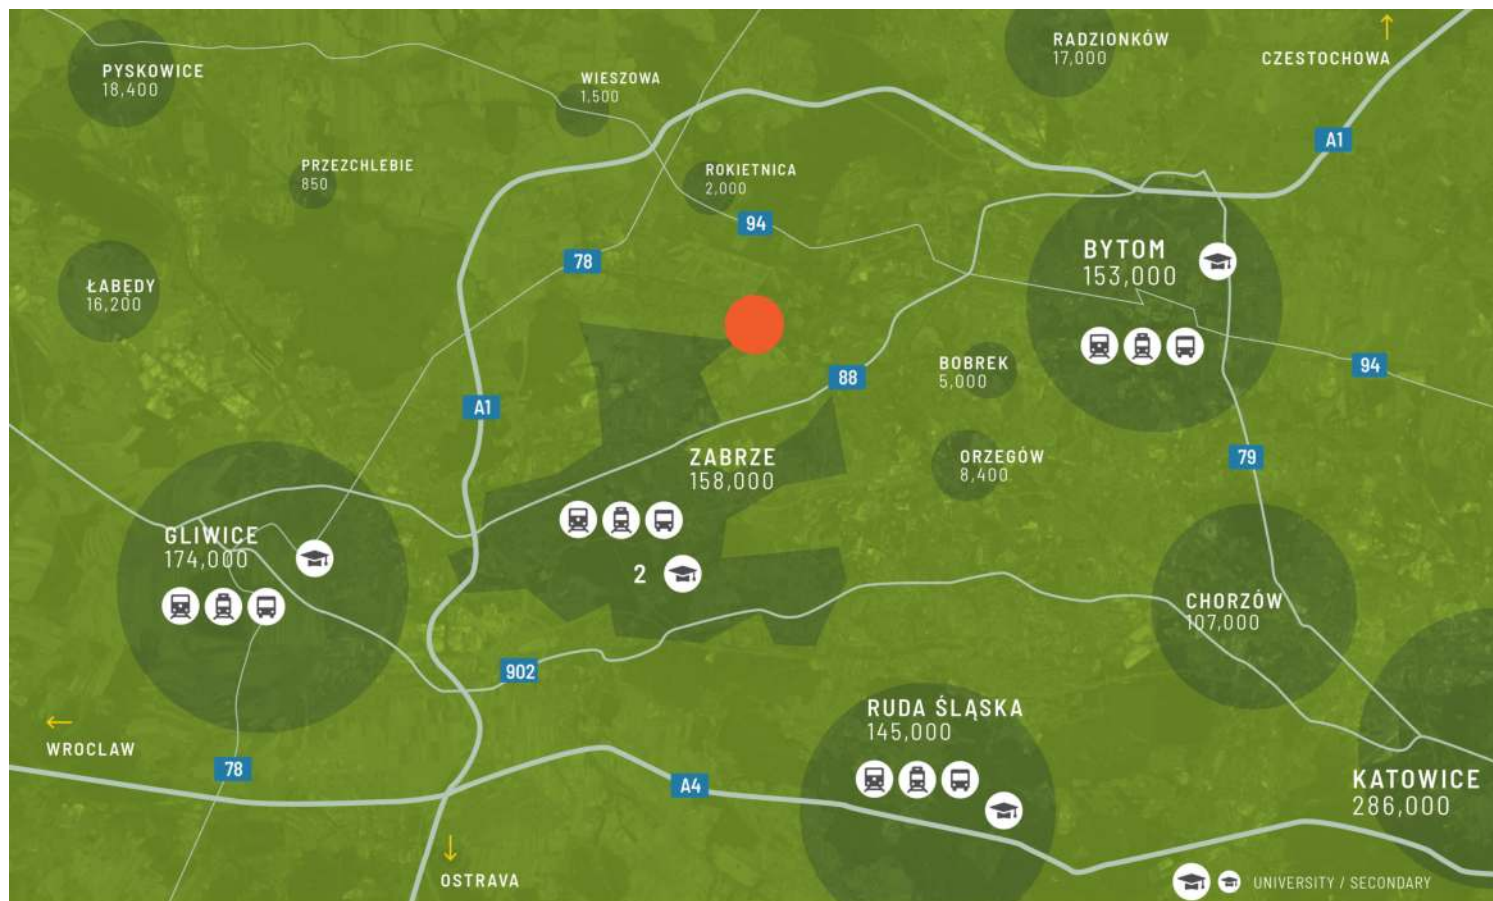 RADZIONKÓW
17,000
CZESTOCHOWA
PYSKOWICE
18,400
WIESZOWA
1,500
A1
PRZEZCHLEBIE
850
ROKIETNICA
2,000
94
78
BYTOM
153,000
ŁABĘDY
16,200
BOBREK
5,000
94
88
A1
ZABRZE
158,000
ORZEGÓW
8,400
79
GLIWICE
174,000
2
CHORZÓW
107,000
902
RUDA ŚLĄSKA
145,000
WROCLAW
78
A4
KATOWICE
286,000
OSTRAVA
UNIVERSITY / SECONDARY